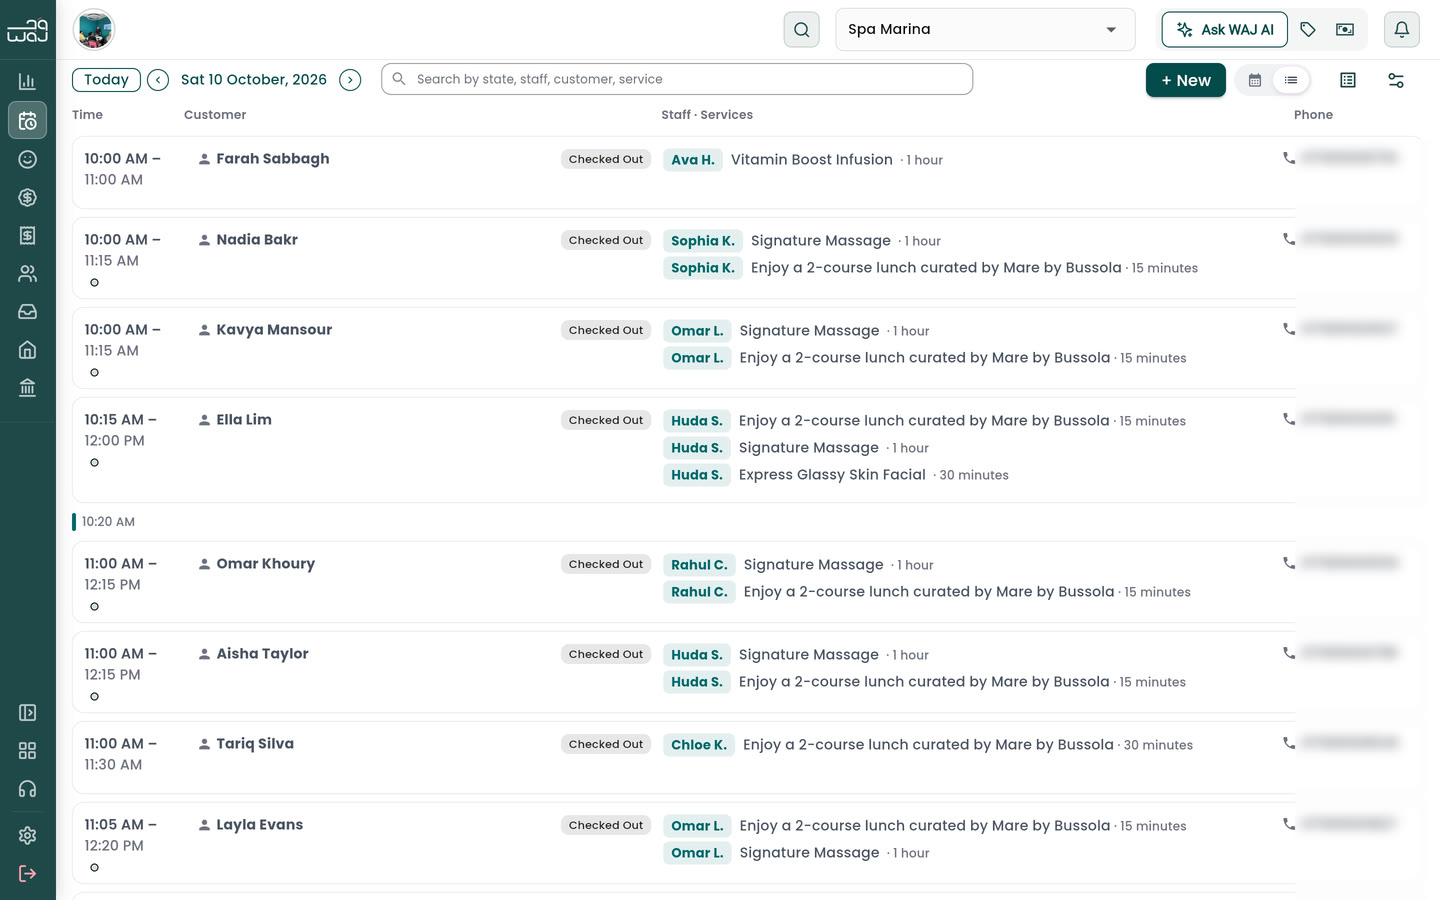 waj
Spa Marina
Ask WAJ AI
Today
Sat 10 October, 2026
Search by state, staff, customer, service
+ New
Time Customer Staff · Services Phone
10:00 AM – Farah Sabbagh Checked Out Ava H. Vitamin Boost Infusion · 1 hour
11:00 AM
10:00 AM – Nadia Bakr Checked Out Sophia K. Signature Massage · 1 hour
11:15 AM Sophia K. Enjoy a 2-course lunch curated by Mare by Bussola · 15 minutes
10:00 AM – Kavya Mansour Checked Out Omar L. Signature Massage · 1 hour
11:15 AM Omar L. Enjoy a 2-course lunch curated by Mare by Bussola · 15 minutes
10:15 AM – Ella Lim Checked Out Huda S. Enjoy a 2-course lunch curated by Mare by Bussola · 15 minutes
12:00 PM Huda S. Signature Massage · 1 hour
Huda S. Express Glassy Skin Facial · 30 minutes
10:20 AM
11:00 AM – Omar Khoury Checked Out Rahul C. Signature Massage · 1 hour
12:15 PM Rahul C. Enjoy a 2-course lunch curated by Mare by Bussola · 15 minutes
11:00 AM – Aisha Taylor Checked Out Huda S. Signature Massage · 1 hour
12:15 PM Huda S. Enjoy a 2-course lunch curated by Mare by Bussola · 15 minutes
11:00 AM – Tariq Silva Checked Out Chloe K. Enjoy a 2-course lunch curated by Mare by Bussola · 30 minutes
11:30 AM
11:05 AM – Layla Evans Checked Out Omar L. Enjoy a 2-course lunch curated by Mare by Bussola · 15 minutes
12:20 PM Omar L. Signature Massage · 1 hour